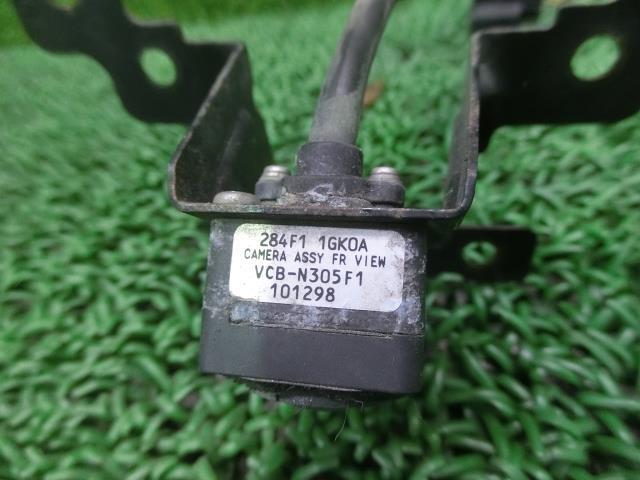 284F1 1GK0A
CAMERA ASSY FR VIEW
VCB-N305F1
101298